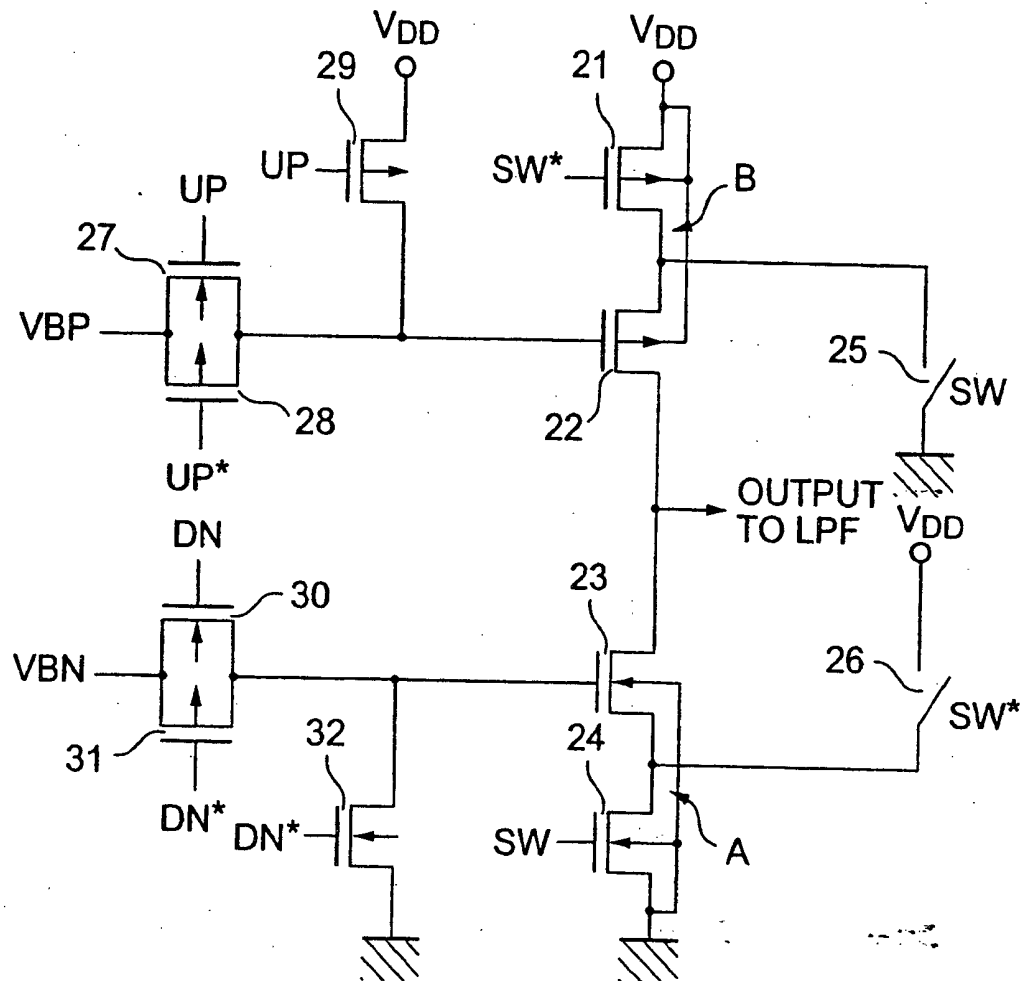 VDD
VDD
29
21
UP
SW*
B
UP
27
VBP
25
SW
28
22
UP*
OUTPUT
TO LPF
VDD
DN
23
30
VBN
26
SW*
31
32
24
DN*
DN*
SW
A